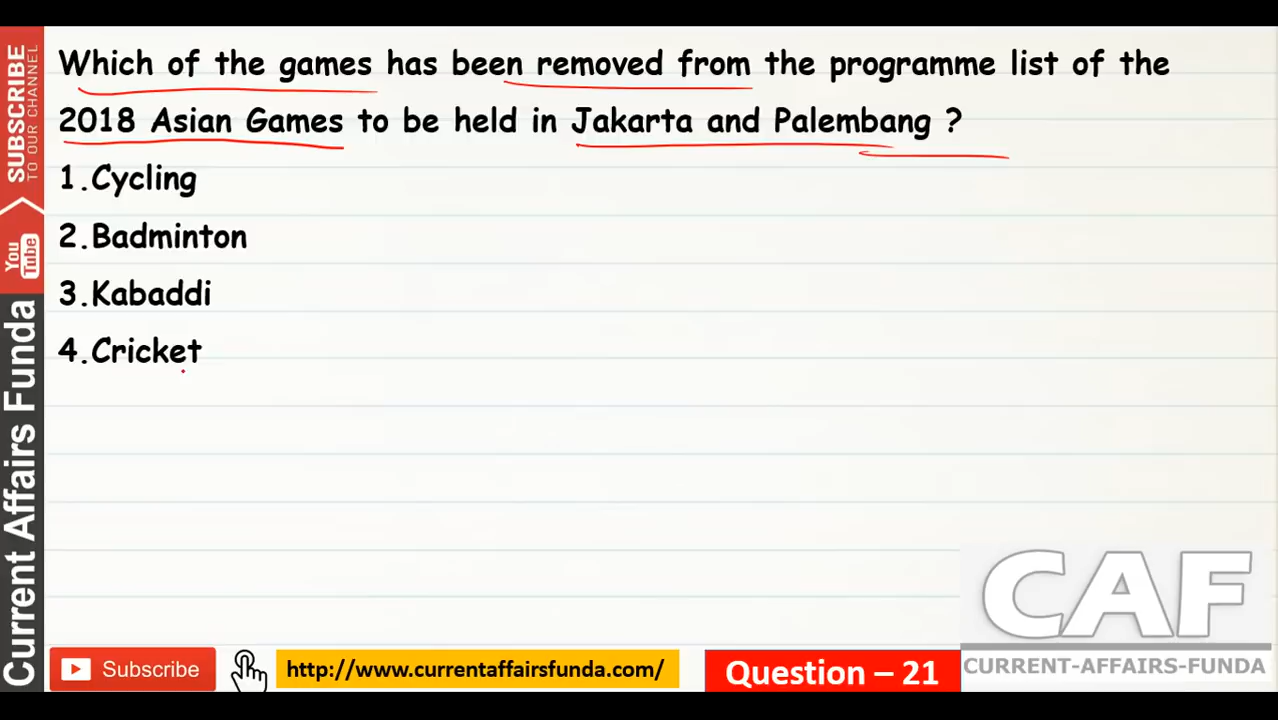 Which of the games has been removed from the programme list of the
2018 Asian Games to be held in Jakarta and Palembang ?
1.Cycling
2.Badminton
3.Kabaddi
4.Cricket
SUBSCRIBE
TO OUR CHANNEL
You
Tube
Current Affairs Funda
CAF
CURRENT-AFFAIRS-FUNDA
Subscribe
http://www.currentaffairsfunda.com/
Question – 21